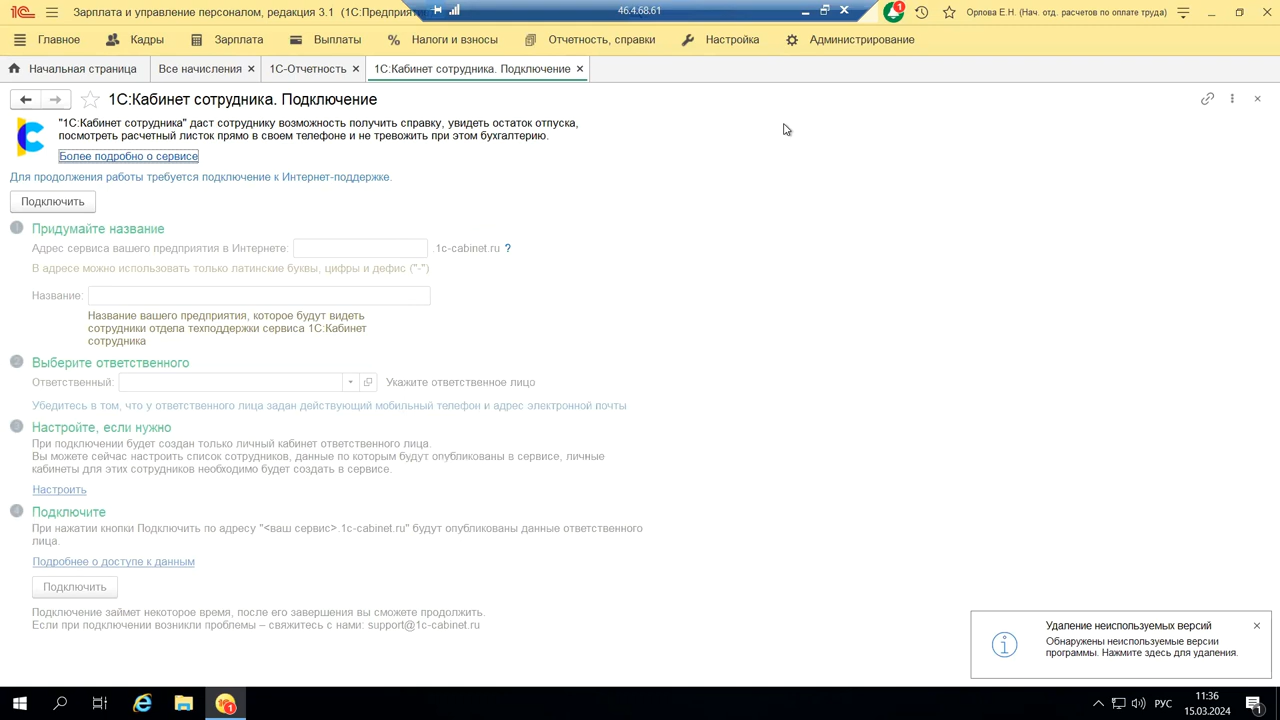 Зарплата и управление персоналом, редакция 3.1 (1С:Предприятие
46.4.68.61
1
Орлова Е.Н. (Нач. отд. расчетов по оплате труда)
Главное
Кадры
Зарплата
Выплаты
Налоги и взносы
Отчетность, справки
Настройка
Администрирование
Начальная страница
Все начисления
1С-Отчетность
1С:Кабинет сотрудника. Подключение
1С:Кабинет сотрудника. Подключение
"1С:Кабинет сотрудника" даст сотруднику возможность получить справку, увидеть остаток отпуска,
посмотреть расчетный листок прямо в своем телефоне и не тревожить при этом бухгалтерию.
Более подробно о сервисе
Для продолжения работы требуется подключение к Интернет-поддержке.
Подключить
1 Придумайте название
Адрес сервиса вашего предприятия в Интернете: .1c-cabinet.ru ?
В адресе можно использовать только латинские буквы, цифры и дефис ("-")
Название:
Название вашего предприятия, которое будут видеть
сотрудники отдела техподдержки сервиса 1С:Кабинет
сотрудника
2 Выберите ответственного
Ответственный: Укажите ответственное лицо
Убедитесь в том, что у ответственного лица задан действующий мобильный телефон и адрес электронной почты
3 Настройте, если нужно
При подключении будет создан только личный кабинет ответственного лица.
Вы можете сейчас настроить список сотрудников, данные по которым будут опубликованы в сервисе, личные
кабинеты для этих сотрудников необходимо будет создать в сервисе.
Настроить
4 Подключите
При нажатии кнопки Подключить по адресу "<ваш сервис>.1c-cabinet.ru" будут опубликованы данные ответственного
лица.
Подробнее о доступе к данным
Подключить
Подключение займет некоторое время, после его завершения вы сможете продолжить.
Если при подключении возникли проблемы – свяжитесь с нами: support@1c-cabinet.ru
Удаление неиспользуемых версий
Обнаружены неиспользуемые версии
программы. Нажмите здесь для удаления.
1
РУС
11:36
15.03.2024
1